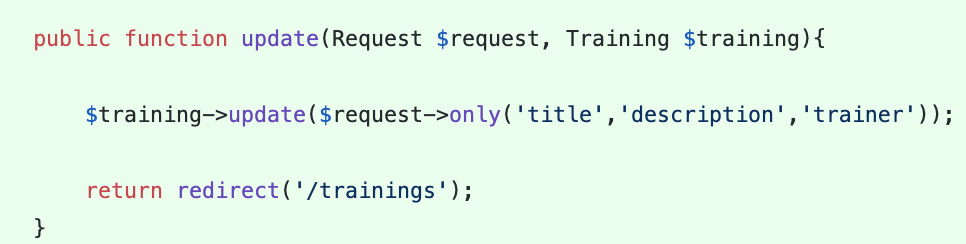 public function update(Request $request, Training $training){
$training->update($request->only('title','description','trainer'));
return redirect('/trainings');
}